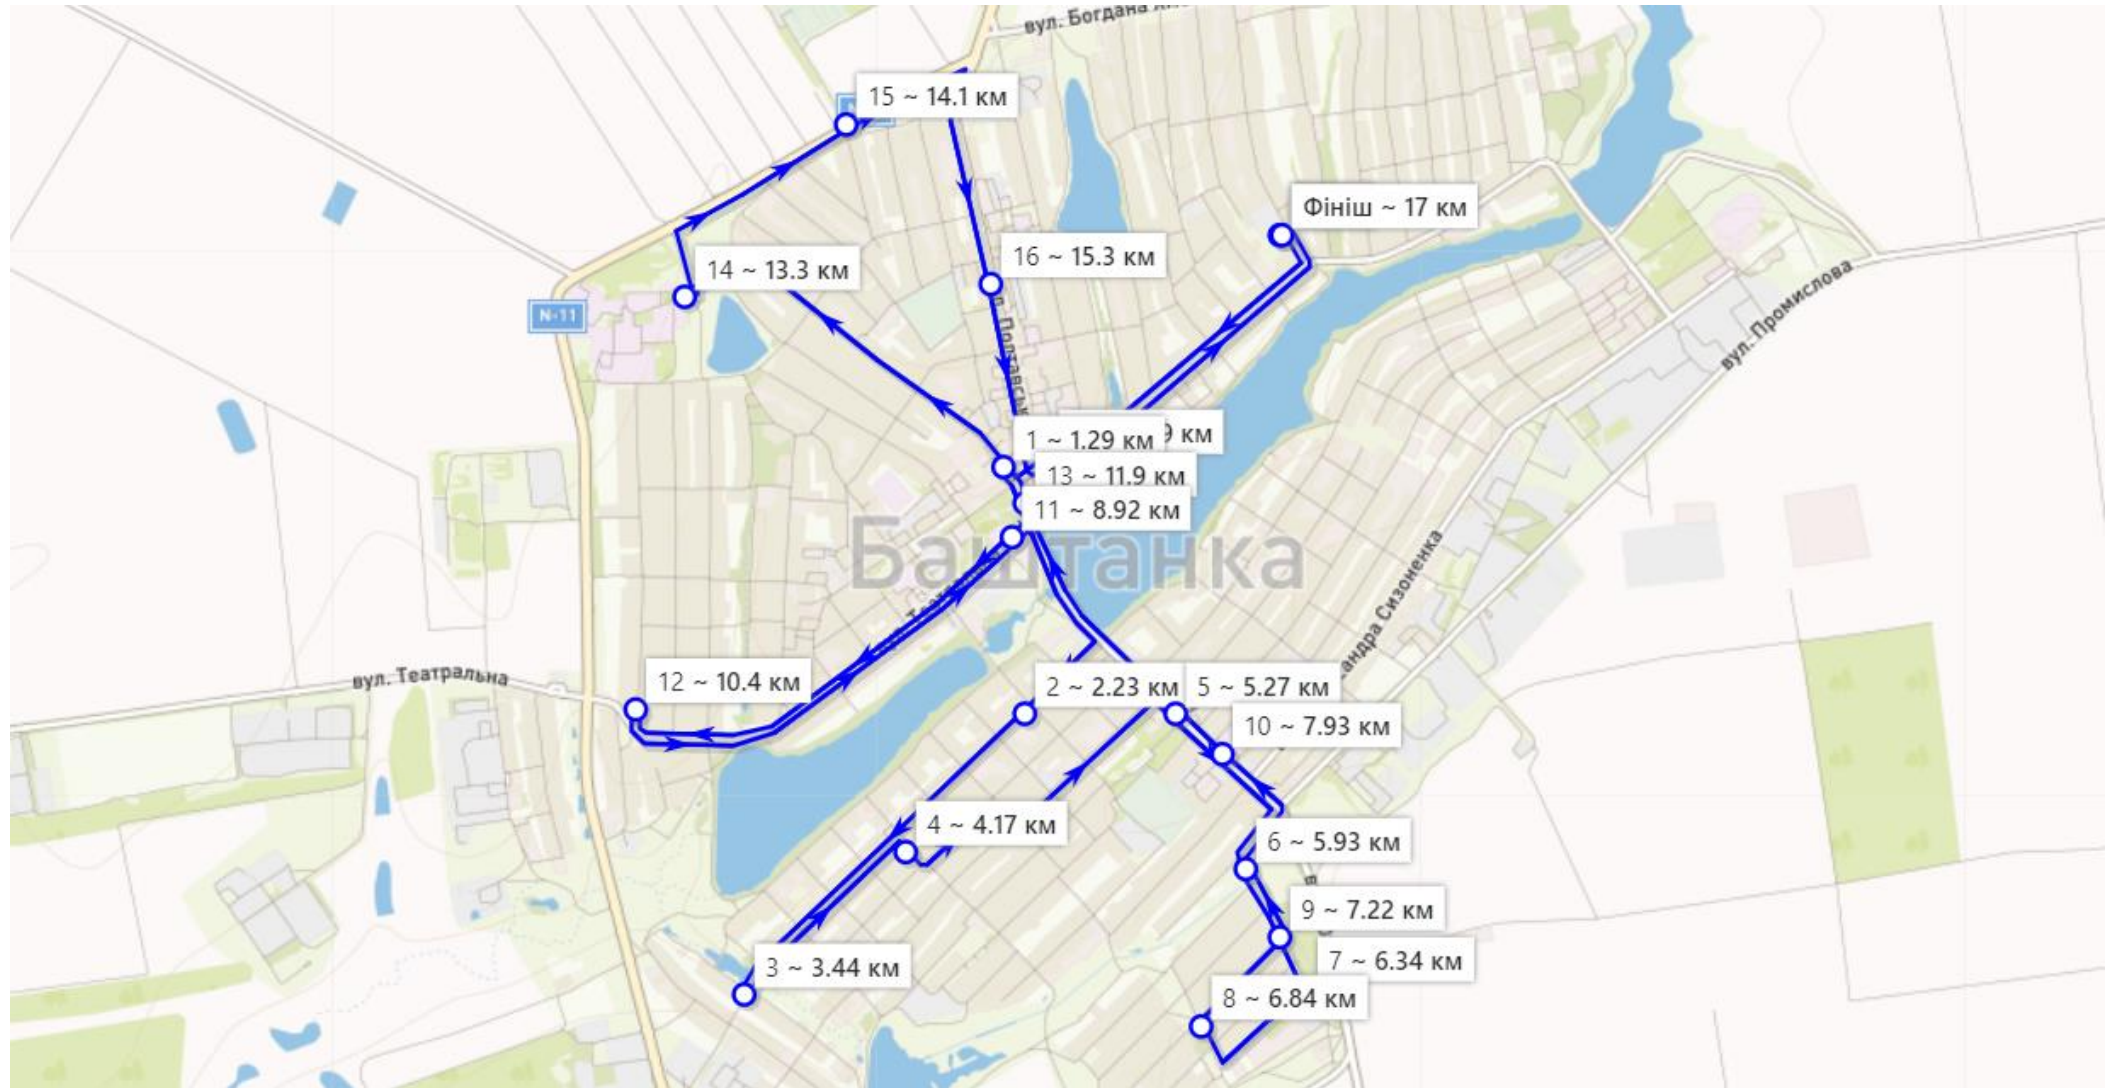 вул. Богдана
15 ~ 14.1 км
Фініш ~ 17 км
16 ~ 15.3 км
14 ~ 13.3 км
N-11
вул. Промислова
1 ~ 1.29 км
9 км
13 ~ 11.9 км
11 ~ 8.92 км
Баштанка
вул. Театральна
12 ~ 10.4 км
2 ~ 2.23 км
5 ~ 5.27 км
10 ~ 7.93 км
Сизоненка
4 ~ 4.17 км
6 ~ 5.93 км
9 ~ 7.22 км
7 ~ 6.34 км
3 ~ 3.44 км
8 ~ 6.84 км